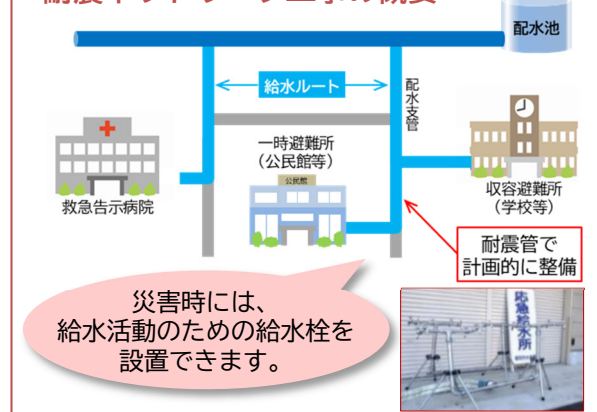 耐震ネットワーク工事の概要
配水池
給水ルート
配水支管
一時避難所
（公民館等）
公民館
救急告示病院
収容避難所
（学校等）
耐震管で
計画的に整備
災害時には、
給水活動のための給水栓を
設置できます。
応急給水所